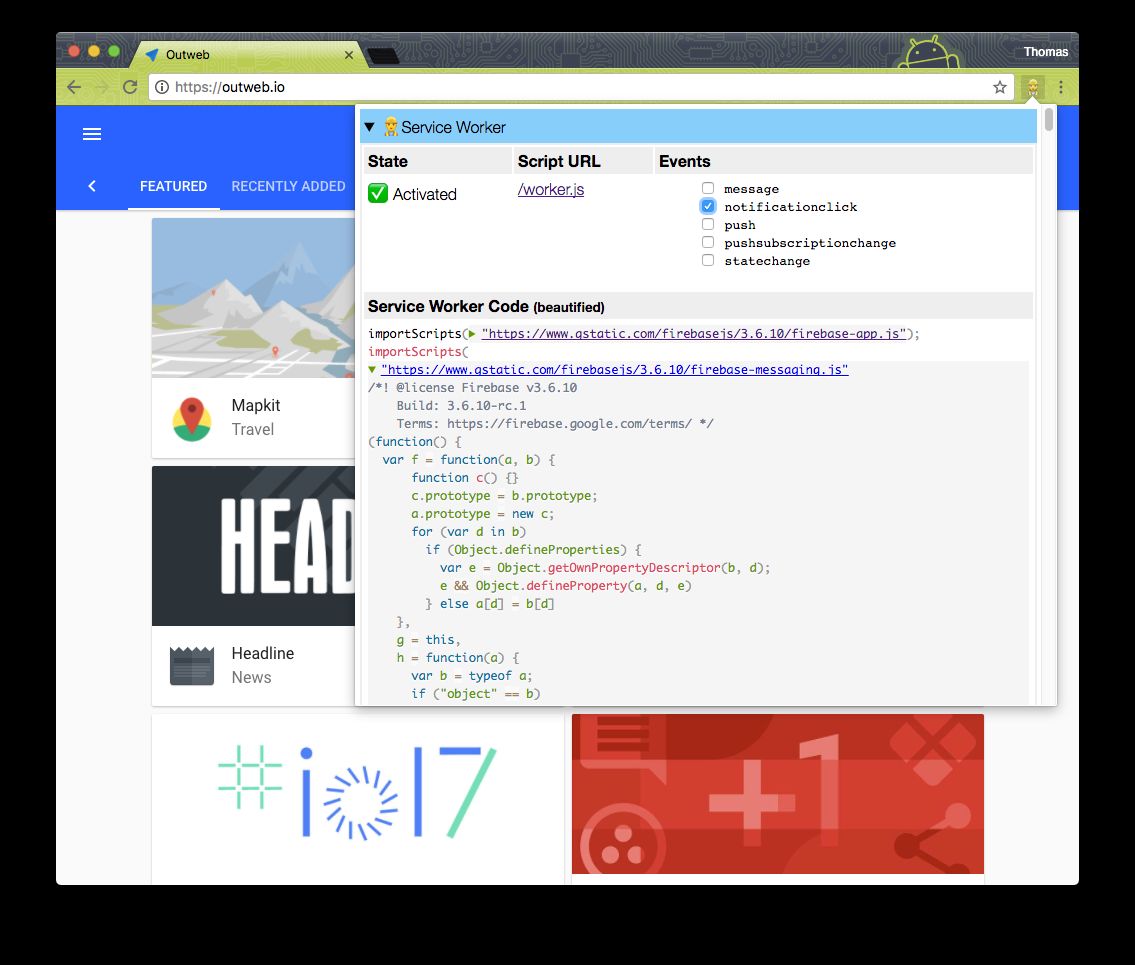 Outweb
Thomas
https://outweb.io
Service Worker
State Script URL Events
Activated /worker.js
message
notificationclick
push
pushsubscriptionchange
statechange
FEATURED RECENTLY ADDED
Service Worker Code (beautified)
importScripts( "https://www.gstatic.com/firebasejs/3.6.10/firebase-app.js");
importScripts(
"https://www.gstatic.com/firebasejs/3.6.10/firebase-messaging.js"
/*! @license Firebase v3.6.10
Build: 3.6.10-rc.1
Terms: https://firebase.google.com/terms/ */
(function() {
var f = function(a, b) {
function c() {}
c.prototype = b.prototype;
a.prototype = new c;
for (var d in b)
if (Object.defineProperties) {
var e = Object.getOwnPropertyDescriptor(b, d);
e && Object.defineProperty(a, d, e)
} else a[d] = b[d]
},
g = this,
h = function(a) {
var b = typeof a;
if ("object" == b)
Mapkit
Travel
HEAD
Headline
News
#io17
+1